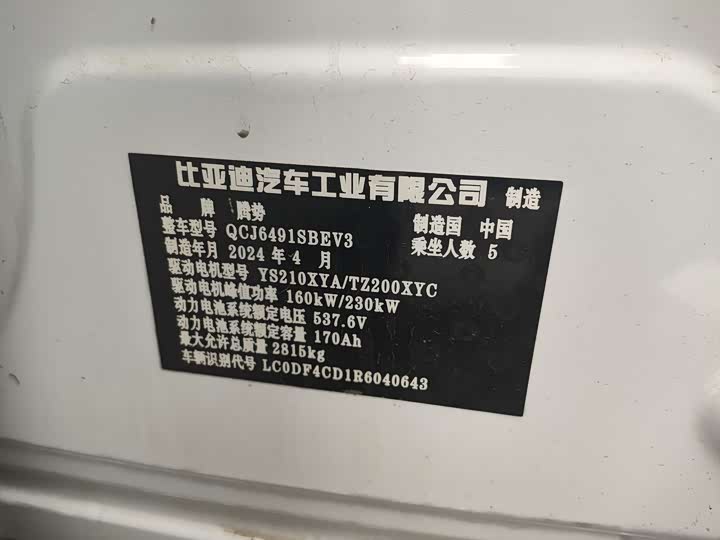 比亚迪汽车工业有限公司 制造
品 牌 腾势 制造国 中国
整车型号 QCJ6491SBEV3 乘坐人数 5
制造年月 2024 年 4 月
驱动电机型号 YS210XYA/TZ200XYC
驱动电机峰值功率 160kW/230kW
动力电池系统额定电压 537.6V
动力电池系统额定容量 170Ah
最大允许总质量 2815kg
车辆识别代号 LC0DF4CD1R6040643